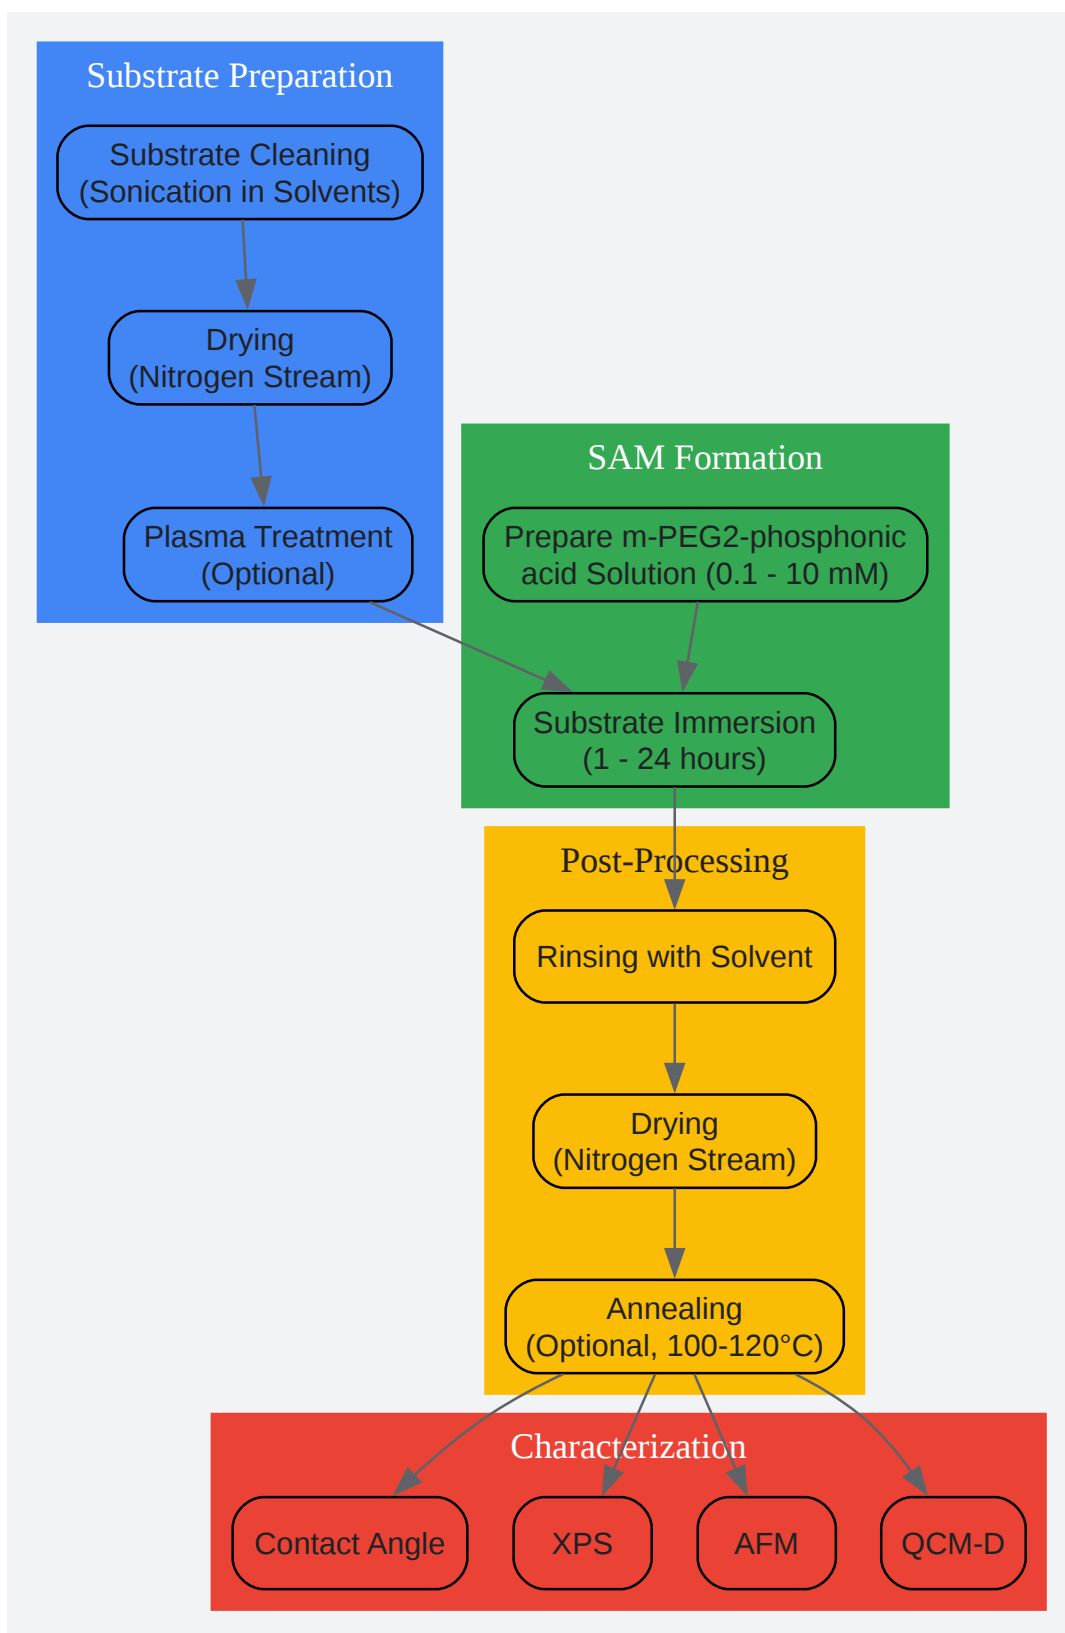 Substrate Preparation
Substrate Cleaning
(Sonication in Solvents)
Drying
(Nitrogen Stream)
Plasma Treatment
(Optional)
SAM Formation
Prepare m-PEG2-phosphonic
acid Solution (0.1 - 10 mM)
Substrate Immersion
(1 - 24 hours)
Post-Processing
Rinsing with Solvent
Drying
(Nitrogen Stream)
Annealing
(Optional, 100-120°C)
Characterization
Contact Angle
XPS
AFM
QCM-D